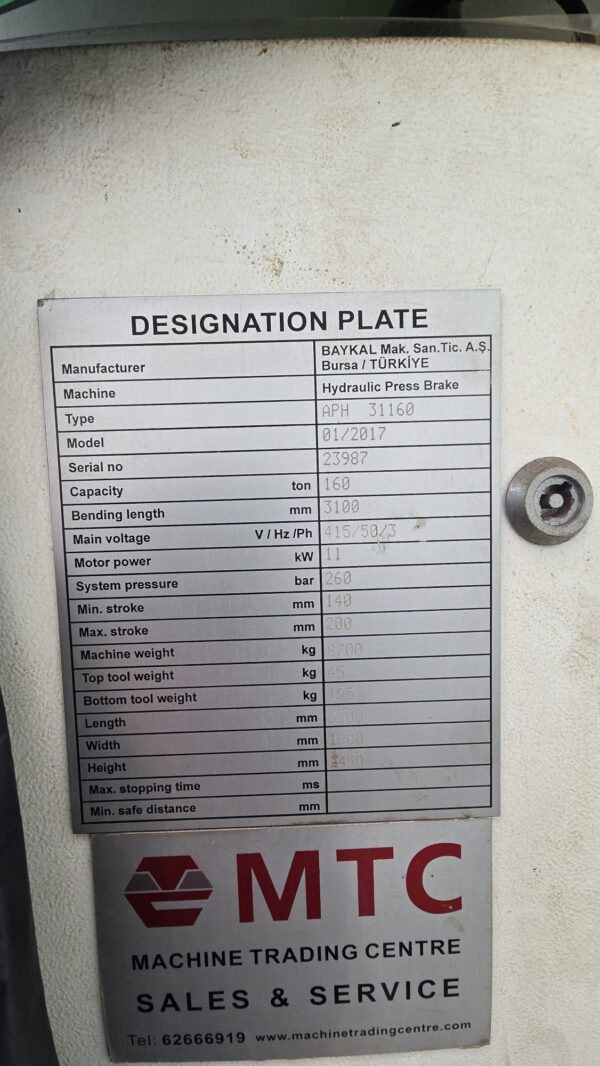 DESIGNATION PLATE
Manufacturer BAYKAL Mak. San.Tic. A.Ş.
Bursa / TÜRKİYE
Machine Hydraulic Press Brake
Type APH 31160
Model 01/2017
Serial no 23987
Capacity ton 160
Bending length mm 3100
Main voltage V / Hz /Ph 415/50/3
Motor power kW 11
System pressure bar 260
Min. stroke mm 140
Max. stroke mm 200
Machine weight kg
Top tool weight kg
Bottom tool weight kg
Length mm
Width mm
Height mm
Max. stopping time ms
Min. safe distance mm
MTC
MACHINE TRADING CENTRE
SALES & SERVICE
Tel: 62666919 www.machinetradingcentre.com